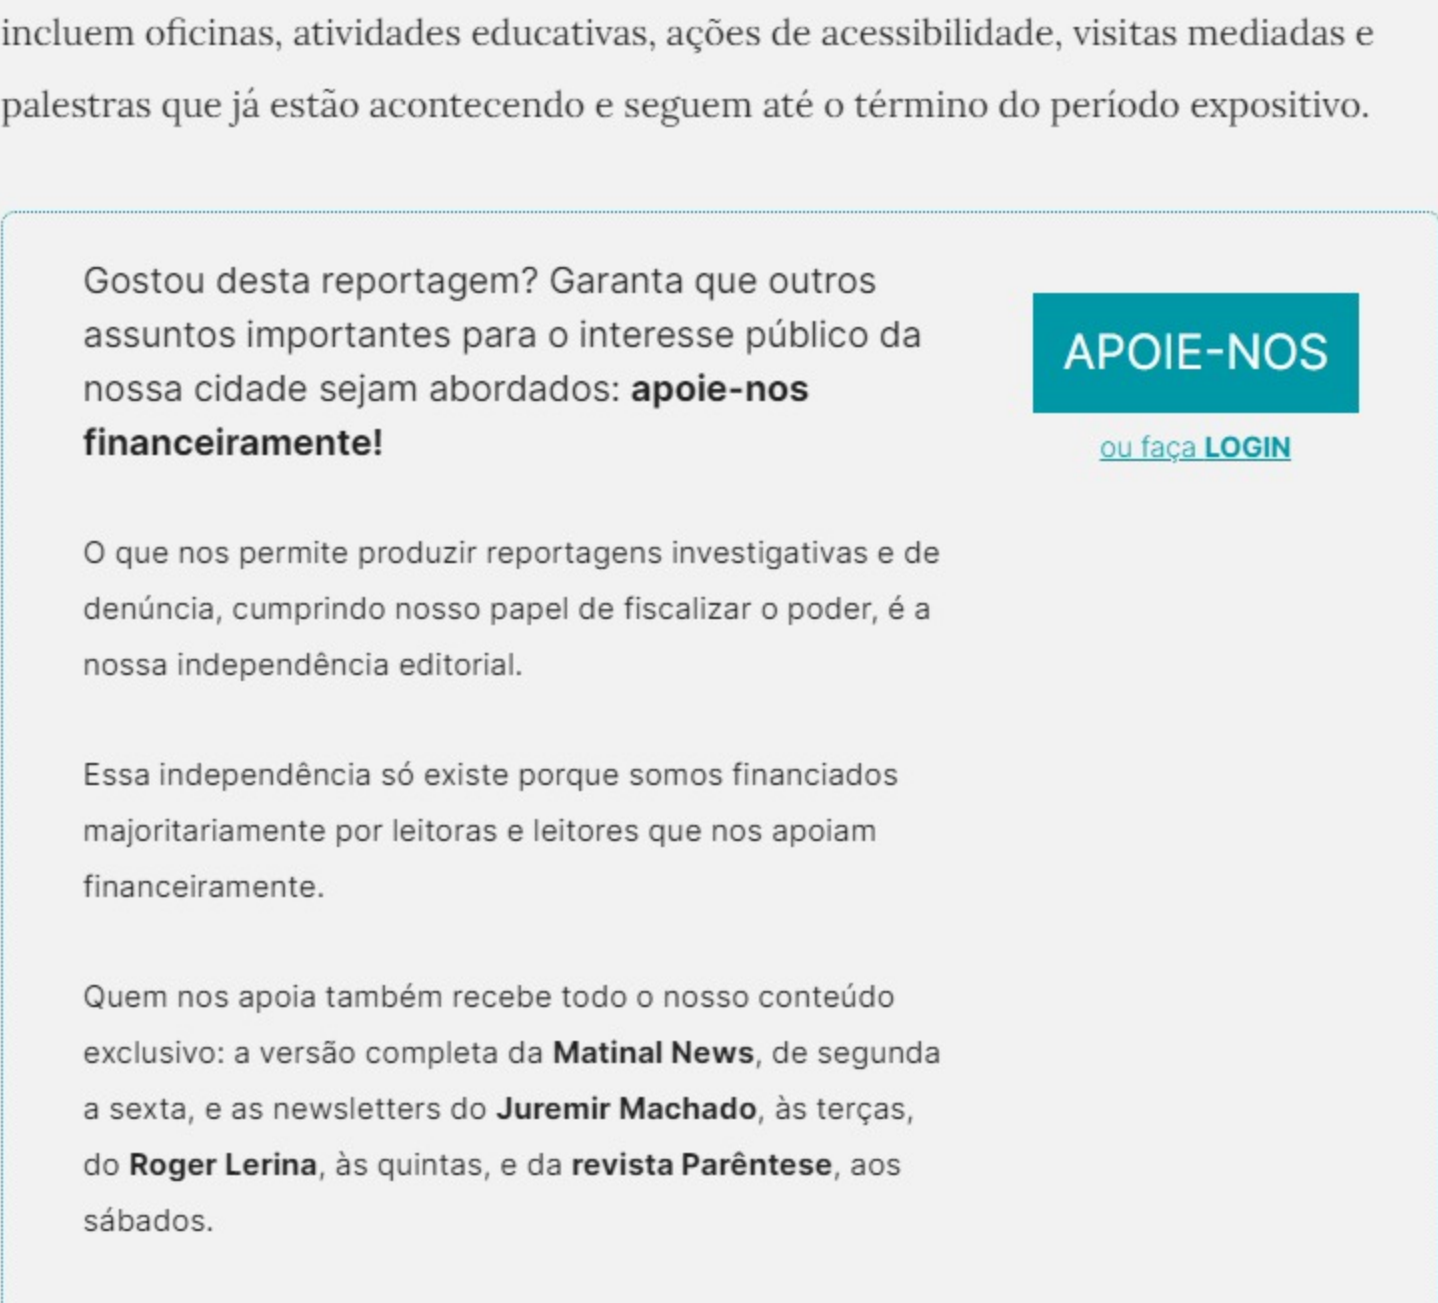 incluem oficinas, atividades educativas, ações de acessibilidade, visitas mediadas e
palestras que já estão acontecendo e seguem até o término do período expositivo.
Gostou desta reportagem? Garanta que outros
assuntos importantes para o interesse público da
nossa cidade sejam abordados: apoie-nos
financeiramente!
APOIE-NOS
ou faça LOGIN
O que nos permite produzir reportagens investigativas e de
denúncia, cumprindo nosso papel de fiscalizar o poder, é a
nossa independência editorial.
Essa independência só existe porque somos financiados
majoritariamente por leitoras e leitores que nos apoiam
financeiramente.
Quem nos apoia também recebe todo o nosso conteúdo
exclusivo: a versão completa da Matinal News, de segunda
a sexta, e as newsletters do Juremir Machado, às terças,
do Roger Lerina, às quintas, e da revista Parêntese, aos
sábados.